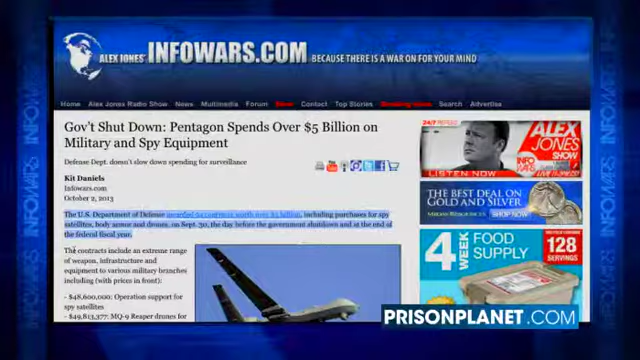 ALEX JONES' INFOWARS.COM BECAUSE THERE IS A WAR ON FOR YOUR MIND
Home Alex Jones Radio Show News Multimedia Forum Contact Top Stories Breaking News Search Advertise
Gov't Shut Down: Pentagon Spends Over $5 Billion on
Military and Spy Equipment
Defense Dept. doesn't slow down spending for surveillance
Kit Daniels
Infowars.com
October 2, 2013
The U.S. Department of Defense awarded 94 contracts worth over $5 billion, including purchases for spy
satellites, body armor and drones, on Sept. 30, the day before the government shutdown and at the end of
the federal fiscal year.
The contracts include an extreme range
of weapon, infrastructure and
equipment to various military branches
including (with prices in front):
- $48,600,000: Operation support for
spy satellites
- $49,813,377: MQ-9 Reaper drones for
ALEX
JONES
SHOW
LISTEN NOW
THE BEST DEAL ON
GOLD AND SILVER
SHOP NOW
4 WEEK FOOD SUPPLY
128 SERVINGS
PRISONPLANET.COM
INFOWARS
INFOWARS